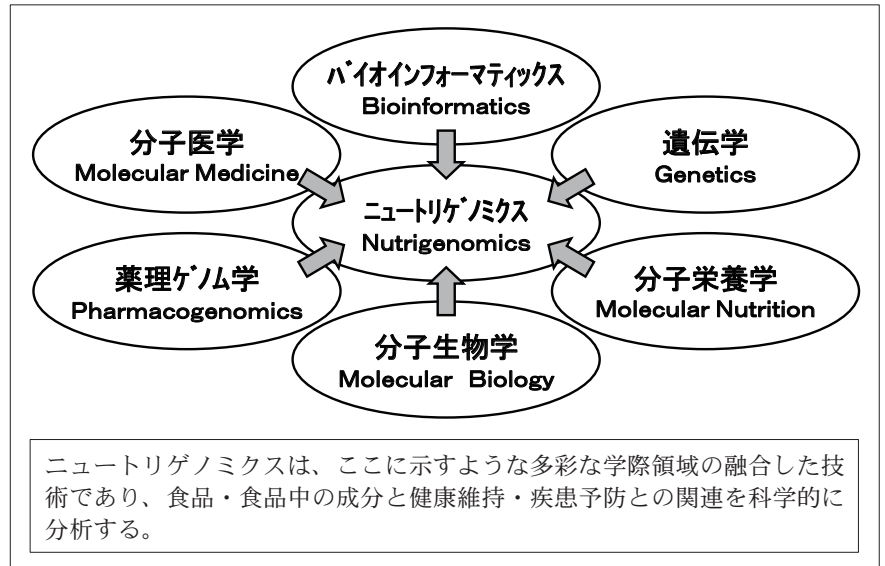 バイオインフォーマティックス
Bioinformatics
分子医学
Molecular Medicine
遺伝学
Genetics
ニュートリゲノミクス
Nutrigenomics
薬理ゲノム学
Pharmacogenomics
分子栄養学
Molecular Nutrition
分子生物学
Molecular Biology
ニュートリゲノミクスは、ここに示すような多彩な学際領域の融合した技
術であり、食品・食品中の成分と健康維持・疾患予防との関連を科学的に
分析する。